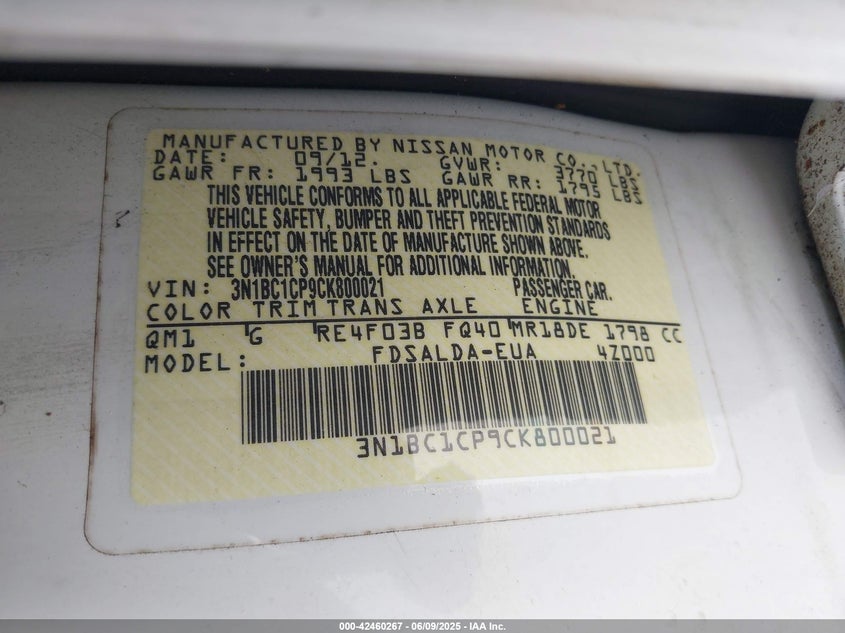 MANUFACTURED BY NISSAN MOTOR CO., LTD.
DATE: 09/12. GVWR: 3770 LBS
GAWR FR: 1993 LBS GAWR RR: 1795 LBS
THIS VEHICLE CONFORMS TO ALL APPLICABLE FEDERAL MOTOR
VEHICLE SAFETY, BUMPER AND THEFT PREVENTION STANDARDS
IN EFFECT ON THE DATE OF MANUFACTURE SHOWN ABOVE.
SEE OWNER'S MANUAL FOR ADDITIONAL INFORMATION.
VIN: 3N1BC1CP9CK800021 PASSENGER CAR.
COLOR TRIM TRANS AXLE ENGINE
QM1 G RE4F03B FQ40 MR18DE 1798 CC
MODEL: FDSALDA-EUA 4Z000
3N1BC1CP9CK800021
000-42460267 - 06/09/2025 - IAA Inc.